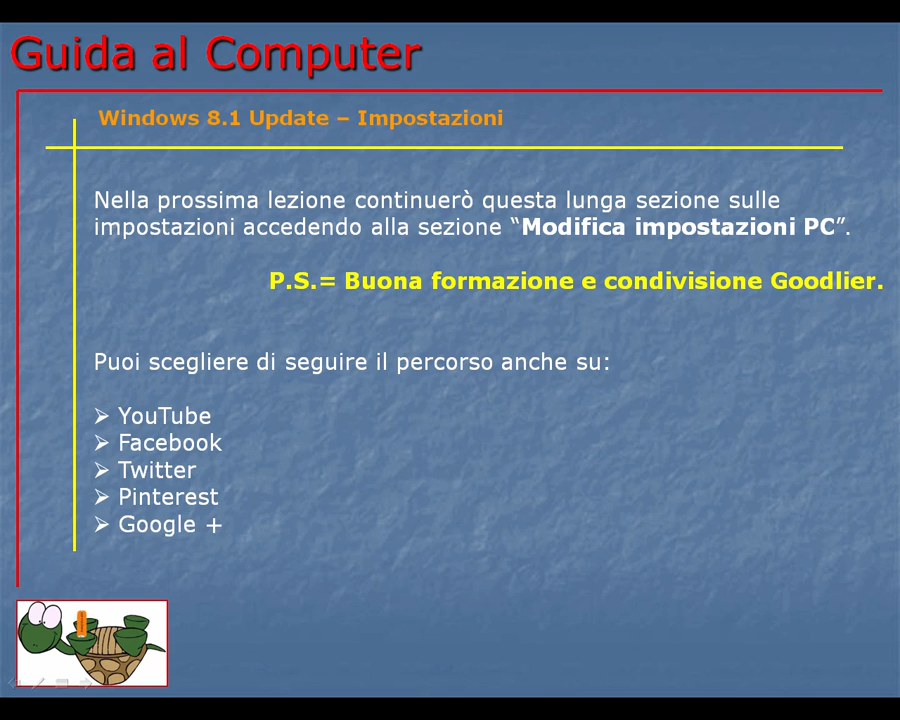 Guida al Computer
Windows 8.1 Update – Impostazioni
Nella prossima lezione continuerò questa lunga sezione sulle
impostazioni accedendo alla sezione “Modifica impostazioni PC”.
P.S.= Buona formazione e condivisione Goodlier.
Puoi scegliere di seguire il percorso anche su:
➢ YouTube
➢ Facebook
➢ Twitter
➢ Pinterest
➢ Google +